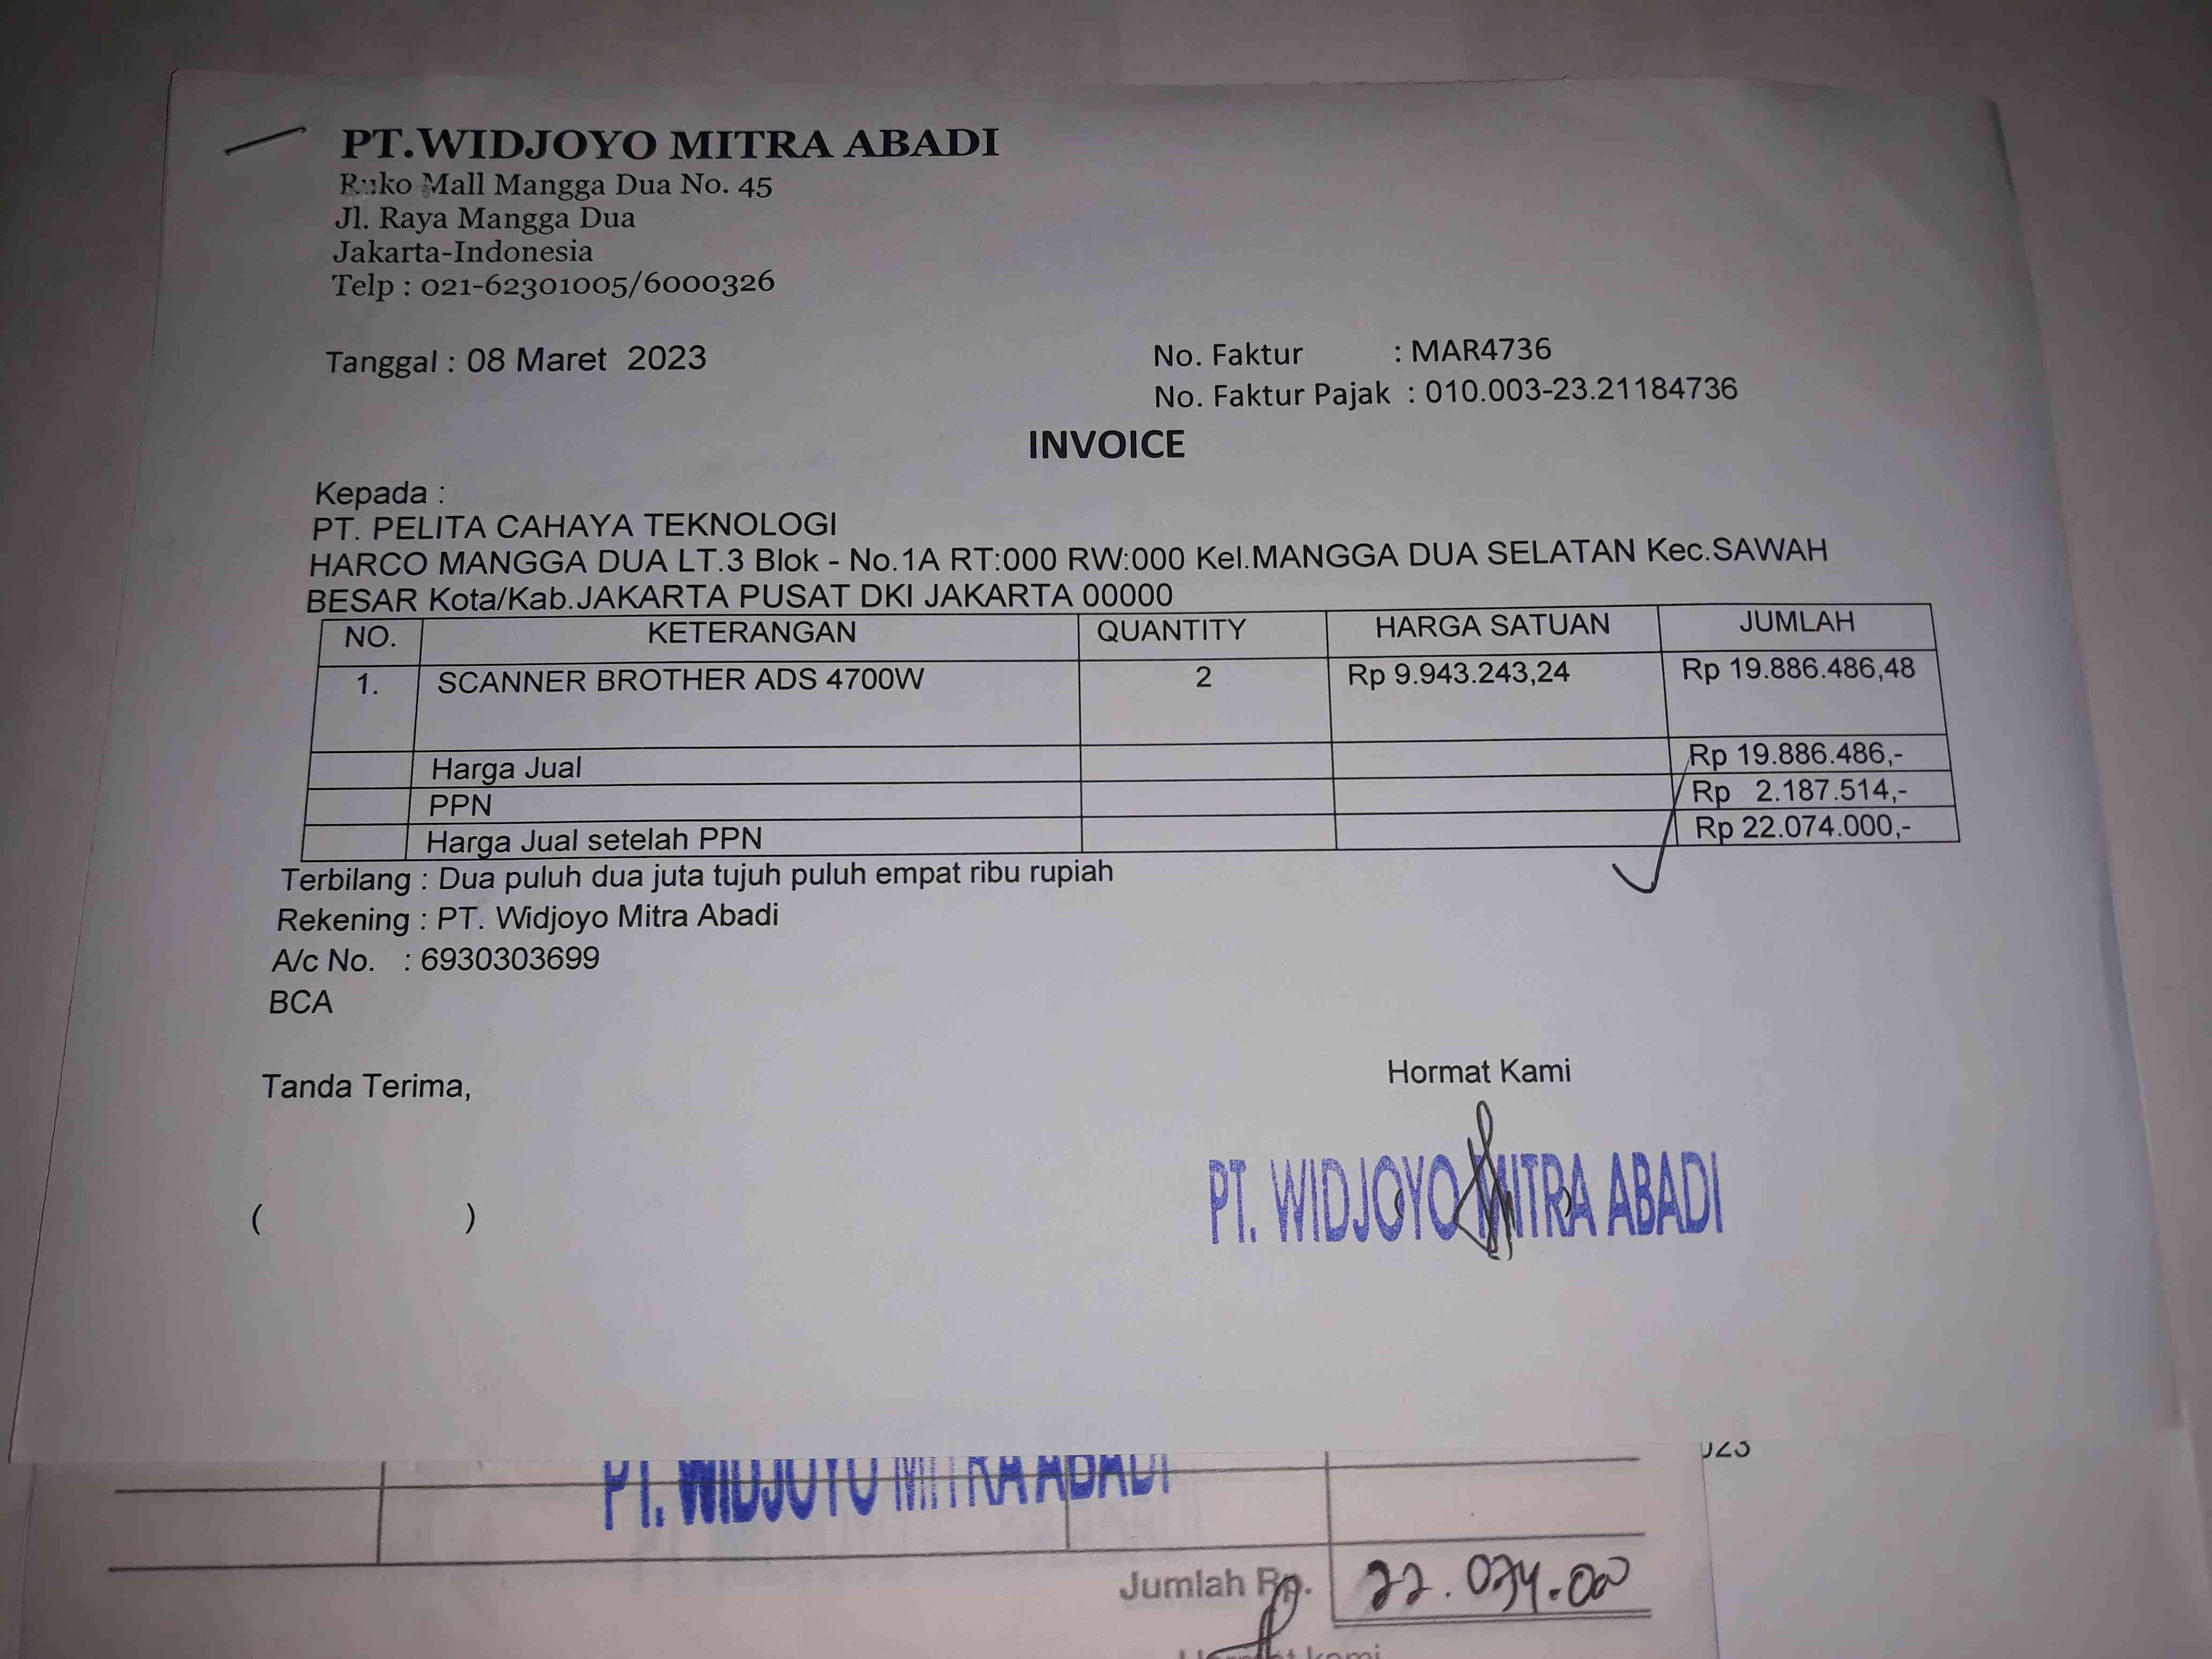 PT.WIDJOYO MITRA ABADI
Ruko Mall Mangga Dua No. 45
Jl. Raya Mangga Dua
Jakarta-Indonesia
Telp : 021-62301005/6000326
Tanggal : 08 Maret 2023
No. Faktur : MAR4736
No. Faktur Pajak : 010.003-23.21184736
INVOICE
Kepada :
PT. PELITA CAHAYA TEKNOLOGI
HARCO MANGGA DUA LT.3 Blok - No.1A RT:000 RW:000 Kel.MANGGA DUA SELATAN Kec.SAWAH
BESAR Kota/Kab.JAKARTA PUSAT DKI JAKARTA 00000
NO. KETERANGAN QUANTITY HARGA SATUAN JUMLAH
1. SCANNER BROTHER ADS 4700W 2 Rp 9.943.243,24 Rp 19.886.486,48
Harga Jual Rp 19.886.486,-
PPN Rp 2.187.514,-
Harga Jual setelah PPN Rp 22.074.000,-
Terbilang : Dua puluh dua juta tujuh puluh empat ribu rupiah
Rekening : PT. Widjoyo Mitra Abadi
A/c No. : 6930303699
BCA
Tanda Terima,
Hormat Kami
( )
PT. WIDJOYO MITRA ABADI
( )
PT. WIDJOYO MITRA ABADI
Jumlah Rp. 22.074.00
kami